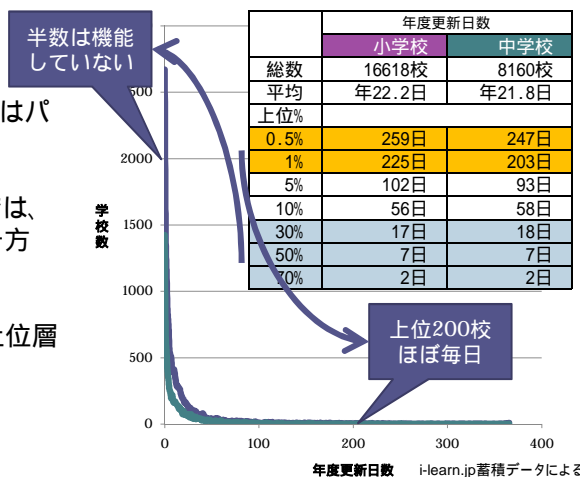 半数は機能
していない
はパ
は、
方
位層
年度更新日数
小学校 中学校
総数 16618校 8160校
平均 年22.2日 年21.8日
上位%
0.5% 259日 247日
1% 225日 203日
5% 102日 93日
10% 56日 58日
30% 17日 18日
50% 7日 7日
70% 2日 2日
学校数
500
2000
1500
1000
500
0
上位200校
ほぼ毎日
0 100 200 300 400
年度更新日数 i-learn.jp蓄積データによる